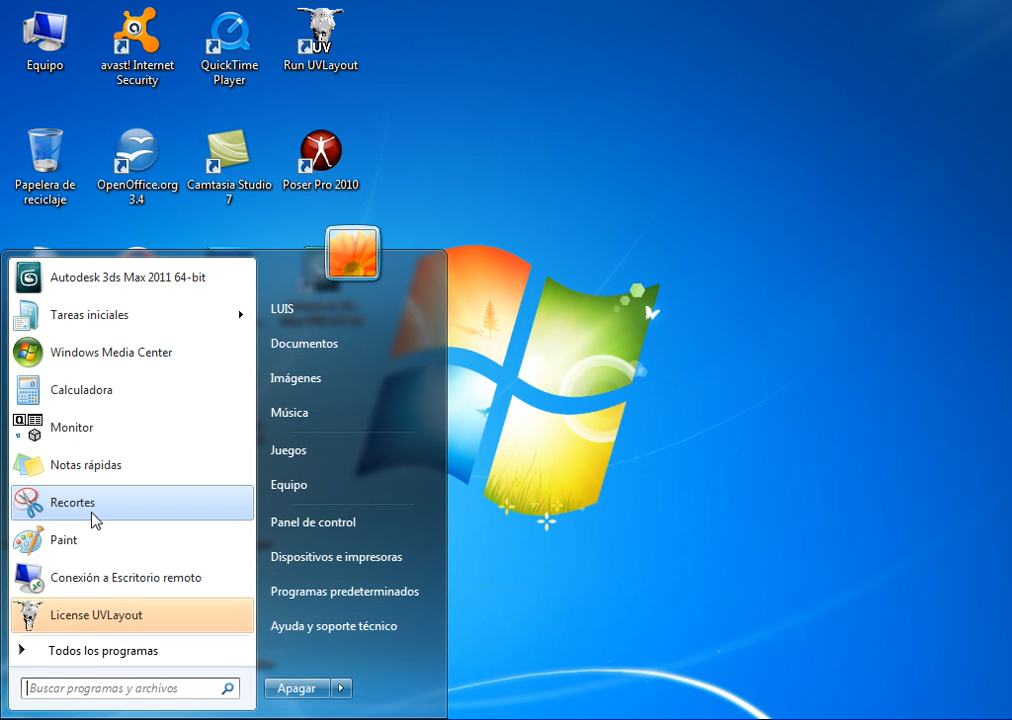 Equipo
avast! Internet
Security
QuickTime
Player
UV
Run UVLayout
Papelera de
reciclaje
OpenOffice.org
3.4
Camtasia Studio
7
Poser Pro 2010
Autodesk 3ds Max 2011 64-bit
Tareas iniciales
Windows Media Center
Calculadora
Monitor
Notas rápidas
Recortes
Paint
Conexión a Escritorio remoto
License UVLayout
Todos los programas
Buscar programas y archivos
LUIS
Documentos
Imágenes
Música
Juegos
Equipo
Panel de control
Dispositivos e impresoras
Programas predeterminados
Ayuda y soporte técnico
Apagar